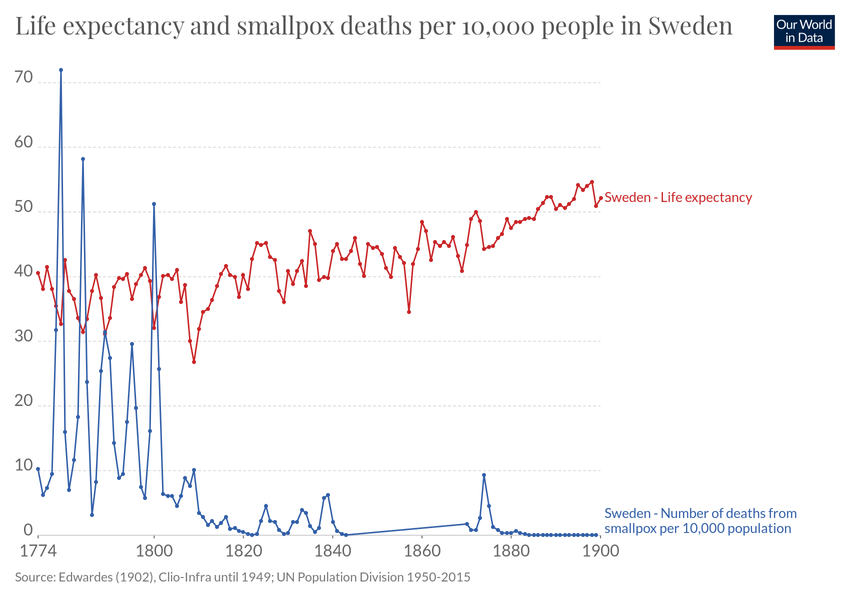 Life expectancy and smallpox deaths per 10,000 people in Sweden
Our World
in Data
70
60
50
40
30
20
10
0
1774
1800
1820
1840
1860
1880
1900
Sweden - Life expectancy
Sweden - Number of deaths from
smallpox per 10,000 population
Source: Edwardes (1902), Clio-Infra until 1949; UN Population Division 1950-2015